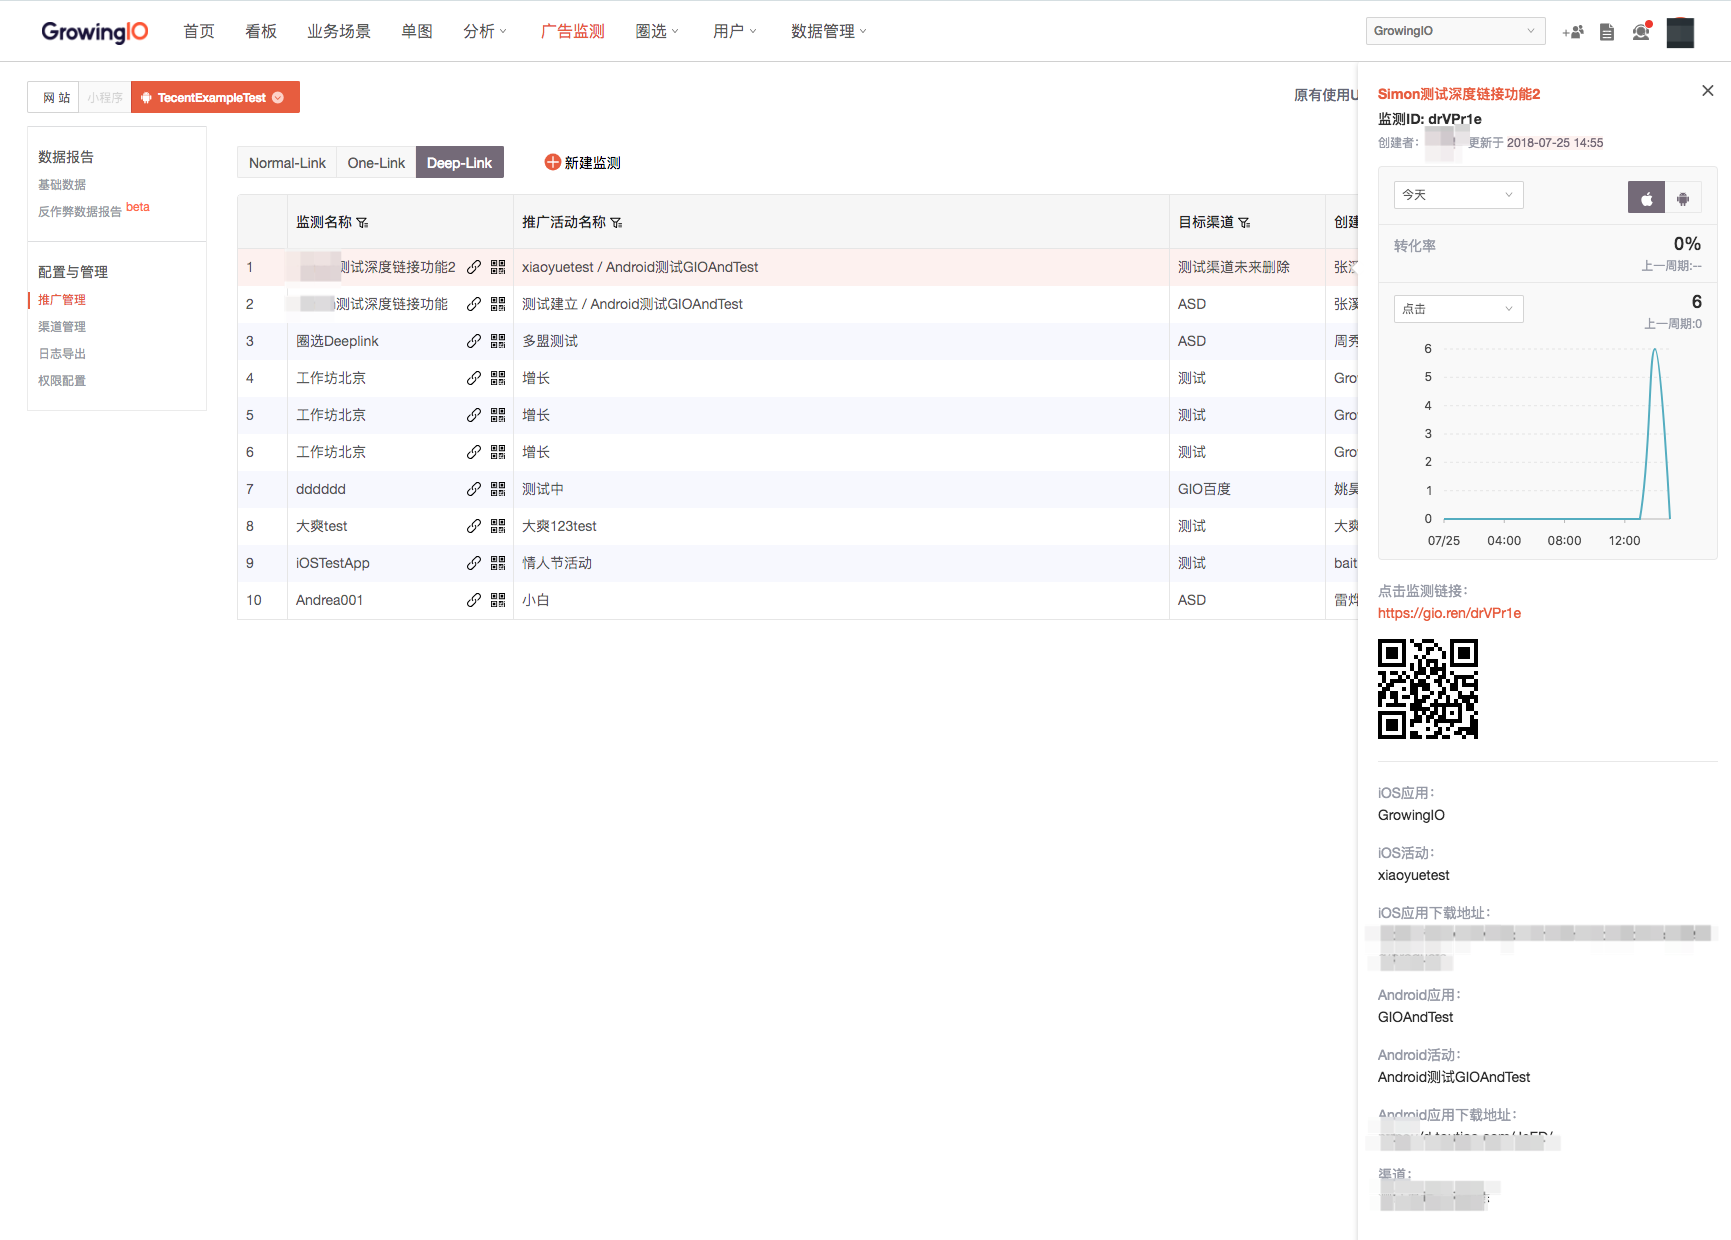 GrowingIO
首页
看板
业务场景
单图
分析
广告监测
圈选
用户
数据管理
GrowingIO
网 站
小程序
TecentExampleTest
原有使用U
数据报告
基础数据
反作弊数据报告 beta
配置与管理
推广管理
渠道管理
日志导出
权限配置
Normal-Link
One-Link
Deep-Link
新建监测
监测名称
推广活动名称
目标渠道
创建
1 测试深度链接功能2 xiaoyuetest / Android测试GIOAndTest 测试渠道未来删除 张
2 测试深度链接功能 测试建立 / Android测试GIOAndTest ASD 张溪
3 圈选Deeplink 多盟测试 ASD 周秀
4 工作坊北京 增长 测试 Gro
5 工作坊北京 增长 测试 Gro
6 工作坊北京 增长 测试 Gro
7 dddddd 测试中 GIO百度 姚昊
8 大爽test 大爽123test 测试 大爽
9 iOSTestApp 情人节活动 测试 bait
10 Andrea001 小白 ASD 雷烨
Simon测试深度链接功能2
监测ID: drVPr1e
创建者: 更新于 2018-07-25 14:55
今天
转化率
0%
上一周期:--
点击
6
上一周期:0
6
5
4
3
2
1
0
07/25 04:00 08:00 12:00
点击监测链接:
https://gio.ren/drVPr1e
iOS应用:
GrowingIO
iOS活动:
xiaoyuetest
iOS应用下载地址:
Android应用:
GIOAndTest
Android活动:
Android测试GIOAndTest
Android应用下载地址:
渠道: